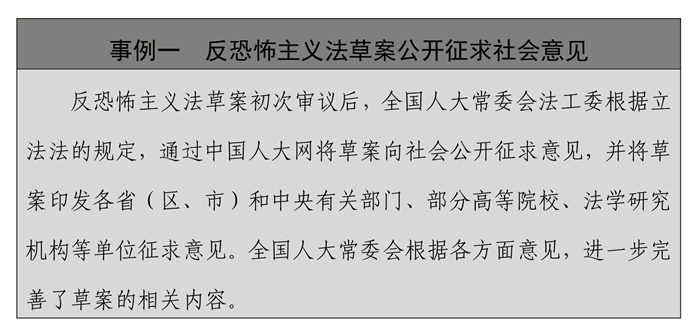 事例一 反恐怖主义法草案公开征求社会意见
反恐怖主义法草案初次审议后，全国人大常委会法工委根据立
法法的规定，通过中国人大网将草案向社会公开征求意见，并将草
案印发各省（区、市）和中央有关部门、部分高等院校、法学研究
机构等单位征求意见。全国人大常委会根据各方面意见，进一步完
善了草案的相关内容。